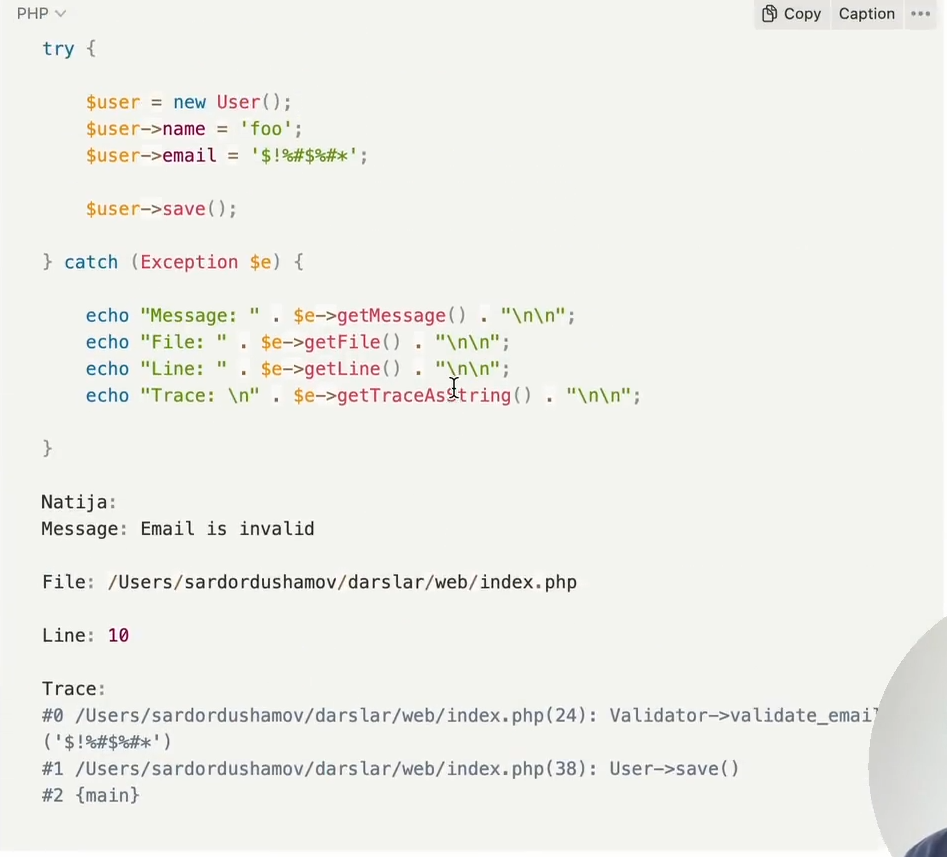 PHP
Copy Caption
try {
$user = new User();
$user->name = 'foo';
$user->email = '$!%#$%#*';
$user->save();
} catch (Exception $e) {
echo "Message: " . $e->getMessage() . "\n\n";
echo "File: " . $e->getFile() . "\n\n";
echo "Line: " . $e->getLine() . "\n\n";
echo "Trace: \n" . $e->getTraceAsString() . "\n\n";
}
Natija:
Message: Email is invalid
File: /Users/sardordushamov/darslar/web/index.php
Line: 10
Trace:
#0 /Users/sardordushamov/darslar/web/index.php(24): Validator->validate_email
('$!%#$%#*')
#1 /Users/sardordushamov/darslar/web/index.php(38): User->save()
#2 {main}